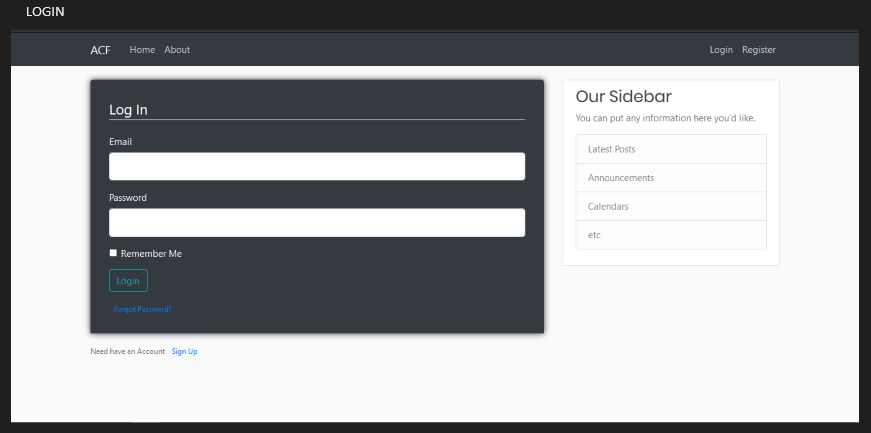 LOGIN
ACF Home About Login Register
Log In
Email
Password
Remember Me
Login
Forgot Password?
Need have an Account Sign Up
Our Sidebar
You can put any information here you'd like.
Latest Posts
Announcements
Calendars
etc